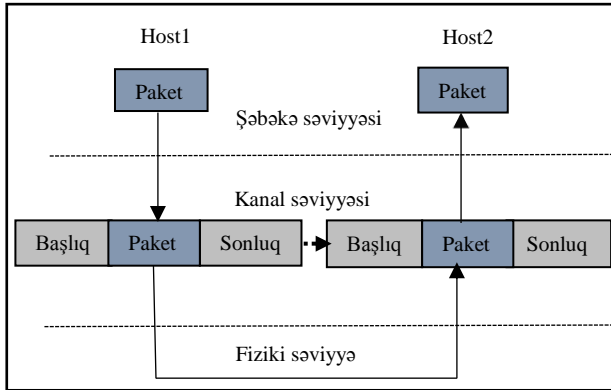 Host1 Host2
Paket Paket
Şəbəkə səviyyəsi
Kanal səviyyəsi
Başlıq Paket Sonluq Başlıq Paket Sonluq
Fiziki səviyyə